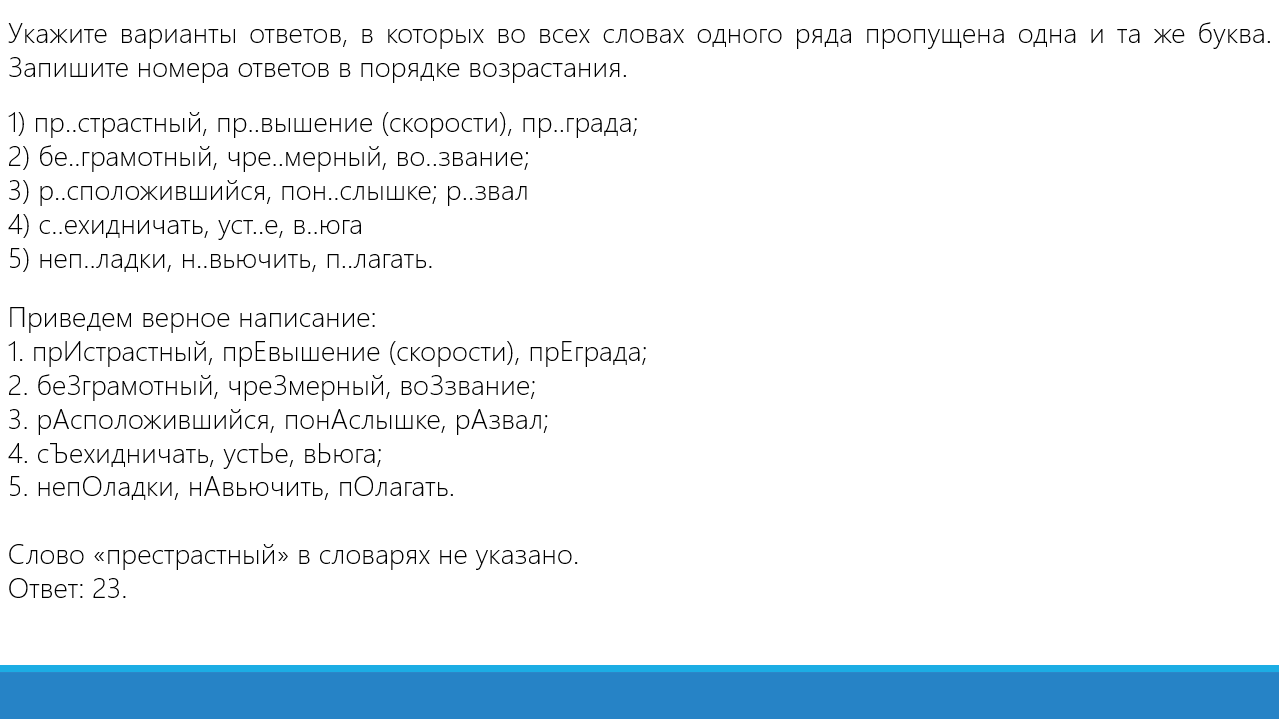 Укажите варианты ответов, в которых во всех словах одного ряда пропущена одна и та же буква.
Запишите номера ответов в порядке возрастания.
1) пр..страстный, пр..вышение (скорости), пр..града;
2) бе..грамотный, чре..мерный, во..звание;
3) р..сположившийся, пон..слышке; р..звал
4) с..ехидничать, уст..е, в..юга
5) неп..ладки, н..вьючить, п..лагать.
Приведем верное написание:
1. прИстрастный, прЕвышение (скорости), прЕграда;
2. беЗграмотный, чреЗмерный, воЗзвание;
3. рАсположившийся, понАслышке, рАзвал;
4. сЪехидничать, устЬе, вЬюга;
5. непОладки, нАвьючить, пОлагать.
Слово «престрастный» в словарях не указано.
Ответ: 23.